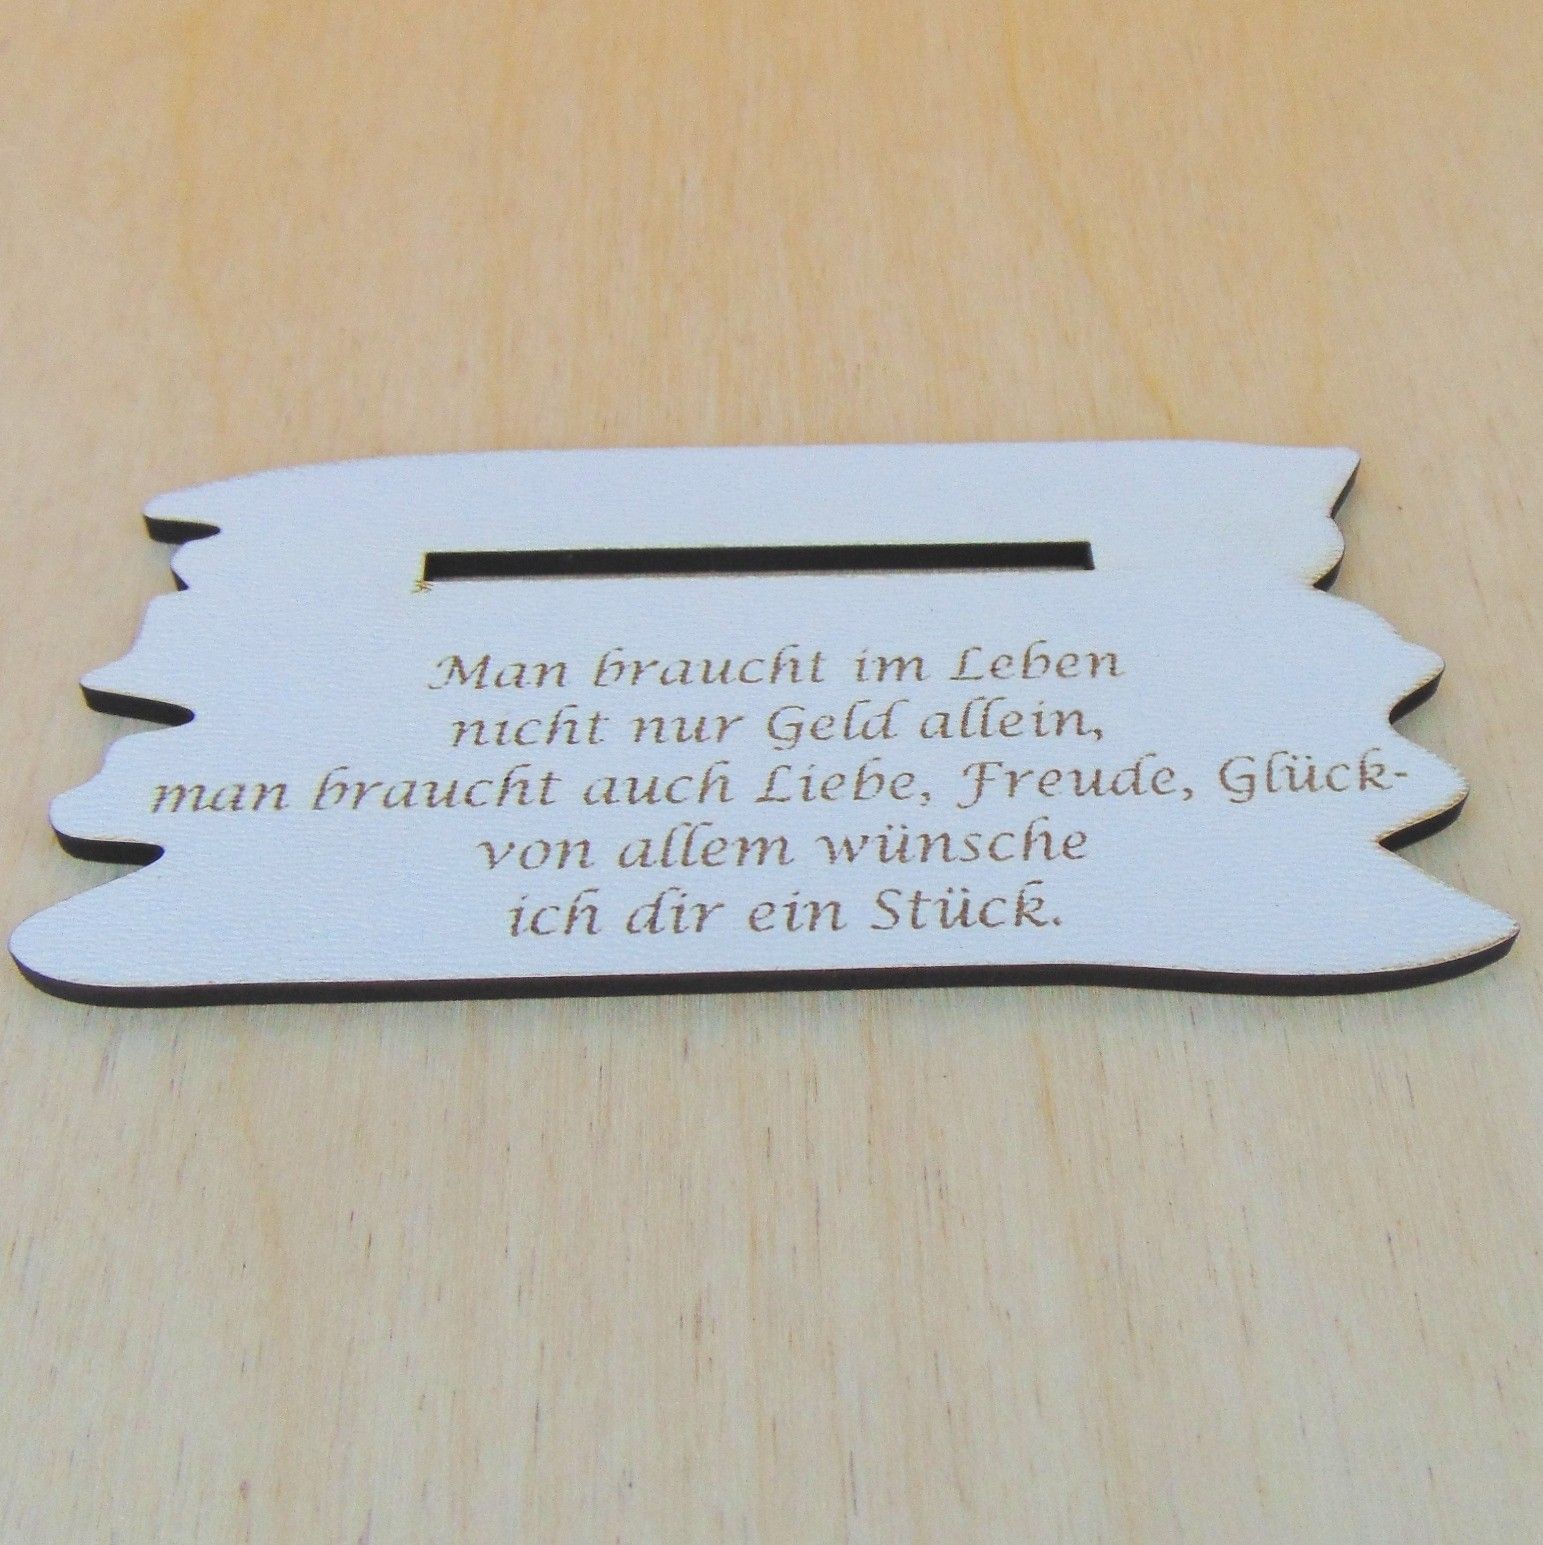 Man braucht im Leben
nicht nur Geld allein,
man braucht auch Liebe, Freude, Glück-
von allem wünsche
ich dir ein Stück.